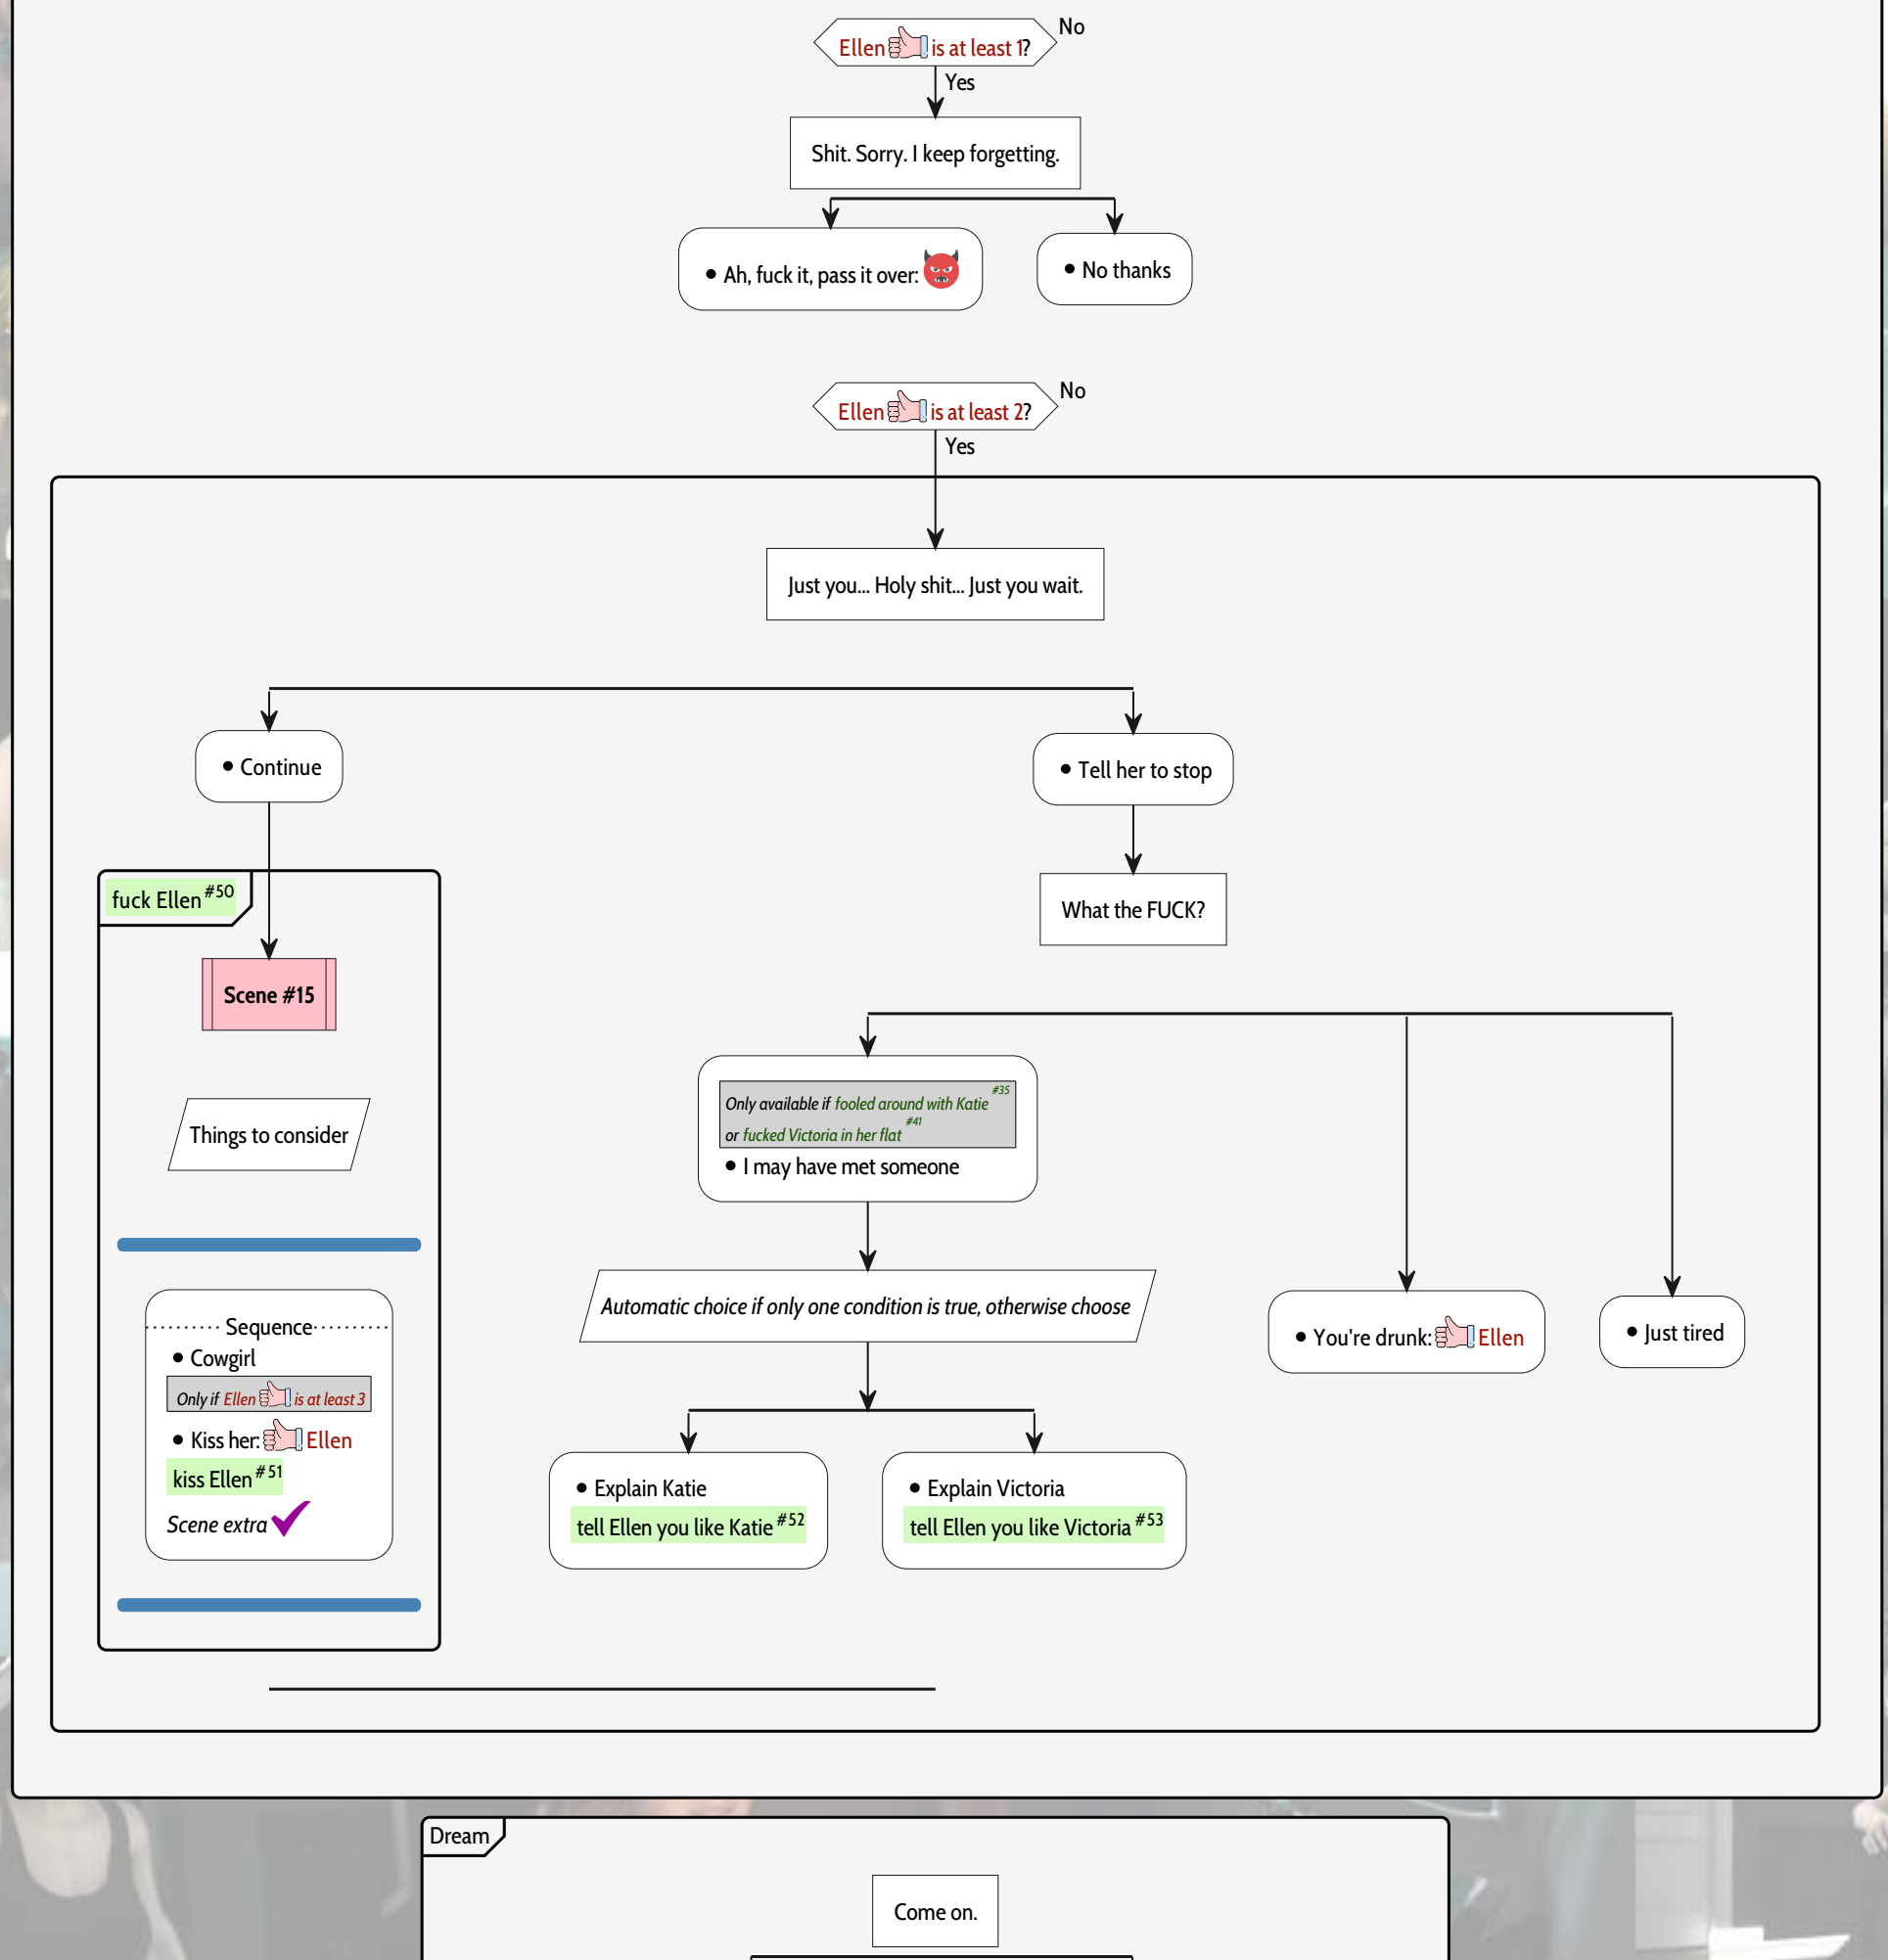 Ellen is at least 1?
No
Yes
Shit. Sorry. I keep forgetting.
• Ah, fuck it, pass it over:
• No thanks
Ellen is at least 2?
No
Yes
Just you... Holy shit... Just you wait.
• Continue
• Tell her to stop
fuck Ellen #50
What the FUCK?
Scene #15
Things to consider
Only available if fooled around with Katie #35
or fucked Victoria in her flat #41
• I may have met someone
Automatic choice if only one condition is true, otherwise choose
• You're drunk: Ellen
• Just tired
Sequence
• Cowgirl
Only if Ellen is at least 3
• Kiss her: Ellen
kiss Ellen #51
Scene extra
• Explain Katie
tell Ellen you like Katie #52
• Explain Victoria
tell Ellen you like Victoria #53
Dream
Come on.